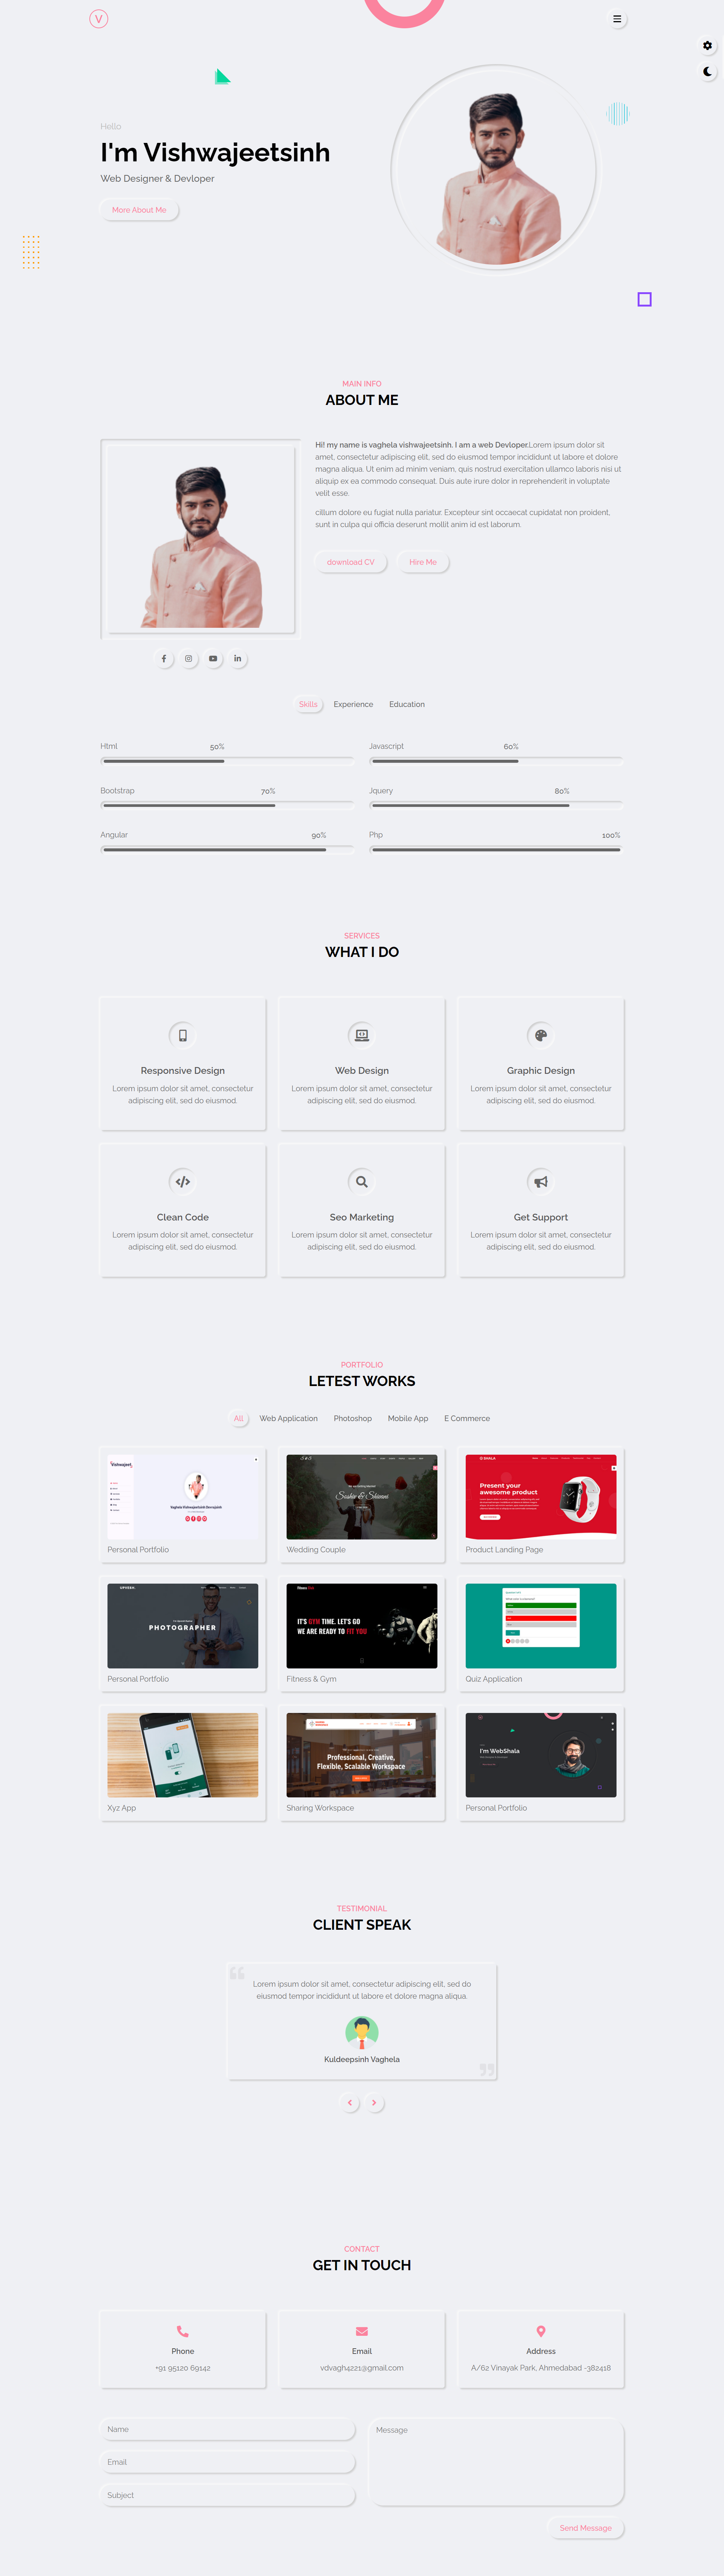 V
Hello
I'm Vishwajeetsinh
Web Designer & Devloper
More About Me
MAIN INFO
ABOUT ME
Hi! my name is vaghela vishwajeetsinh. I am a web Devloper.Lorem ipsum dolor sit
amet, consectetur adipiscing elit, sed do eiusmod tempor incididunt ut labore et dolore
magna aliqua. Ut enim ad minim veniam, quis nostrud exercitation ullamco laboris nisi ut
aliquip ex ea commodo consequat. Duis aute irure dolor in reprehenderit in voluptate
velit esse.
cillum dolore eu fugiat nulla pariatur. Excepteur sint occaecat cupidatat non proident,
sunt in culpa qui officia deserunt mollit anim id est laborum.
download CV Hire Me
Skills Experience Education
Html 50% Javascript 60%
Bootstrap 70% Jquery 80%
Angular 90% Php 100%
SERVICES
WHAT I DO
Responsive Design
Lorem ipsum dolor sit amet, consectetur
adipiscing elit, sed do eiusmod.
Web Design
Lorem ipsum dolor sit amet, consectetur
adipiscing elit, sed do eiusmod.
Graphic Design
Lorem ipsum dolor sit amet, consectetur
adipiscing elit, sed do eiusmod.
Clean Code
Lorem ipsum dolor sit amet, consectetur
adipiscing elit, sed do eiusmod.
Seo Marketing
Lorem ipsum dolor sit amet, consectetur
adipiscing elit, sed do eiusmod.
Get Support
Lorem ipsum dolor sit amet, consectetur
adipiscing elit, sed do eiusmod.
PORTFOLIO
LETEST WORKS
All Web Application Photoshop Mobile App E Commerce
Vishwajeet
Personal Portfolio
Wedding Couple
Present your
awesome product
Product Landing Page
PHOTOGRAPHER
Personal Portfolio
IT'S GYM TIME. LET'S GO
WE ARE READY TO FIT YOU
Fitness & Gym
Quiz Application
Xyz App
Professional, Creative,
Flexible, Scalable Workspace
Sharing Workspace
I'm WebShala
Personal Portfolio
TESTIMONIAL
CLIENT SPEAK
Lorem ipsum dolor sit amet, consectetur adipiscing elit, sed do
eiusmod tempor incididunt ut labore et dolore magna aliqua.
Kuldeepsinh Vaghela
CONTACT
GET IN TOUCH
Phone
+91 95120 69142
Email
vdvagh4221@gmail.com
Address
A/62 Vinayak Park, Ahmedabad -382418
Name
Email
Subject
Message
Send Message